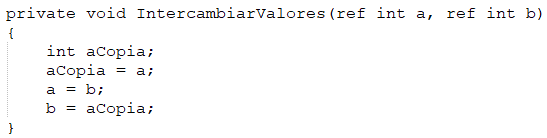 private void IntercambiarValores(ref int a, ref int b)
{
    int aCopia;
    aCopia = a;
    a = b;
    b = aCopia;
}